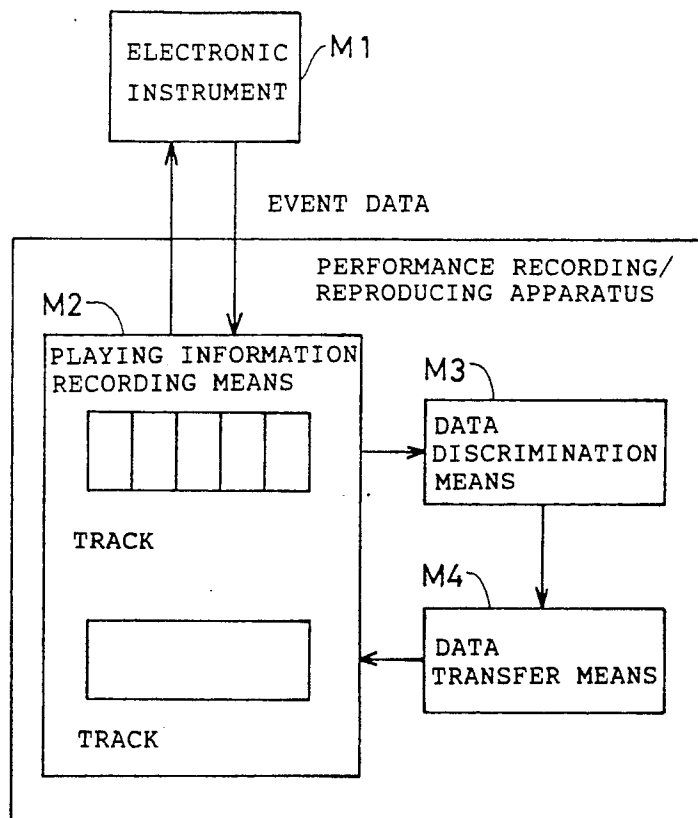 ELECTRONIC
INSTRUMENT
M1
EVENT DATA
PERFORMANCE RECORDING/
REPRODUCING APPARATUS
M2
PLAYING INFORMATION
RECORDING MEANS
TRACK
TRACK
M3
DATA
DISCRIMINATION
MEANS
M4
DATA
TRANSFER MEANS